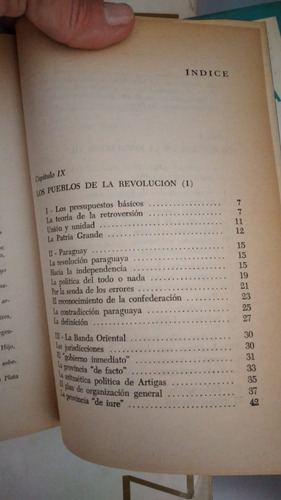 INDICE
Capítulo IX
LOS PUEBLOS DE LA REVOLUCION (I)
I - Los presupuestos básicos 7
La teoría de la retroversión 7
Unión y unidad 11
La Patria Grande 12
II - Paraguay 15
La revolución paraguaya 15
Hacia la independencia 15
La política del todo o nada 19
Por la senda de los errores 21
El reconocimiento de la confederación 23
La contradicción paraguaya 25
La definición 27
III - La Banda Oriental 30
Las jurisdicciones 30
El "gobierno inmediato" 31
La provincia "de facto" 33
La aritmética política de Artigas 35
El plan de organización general 37
La provincia "de iure" 42
Hijo,
Plata